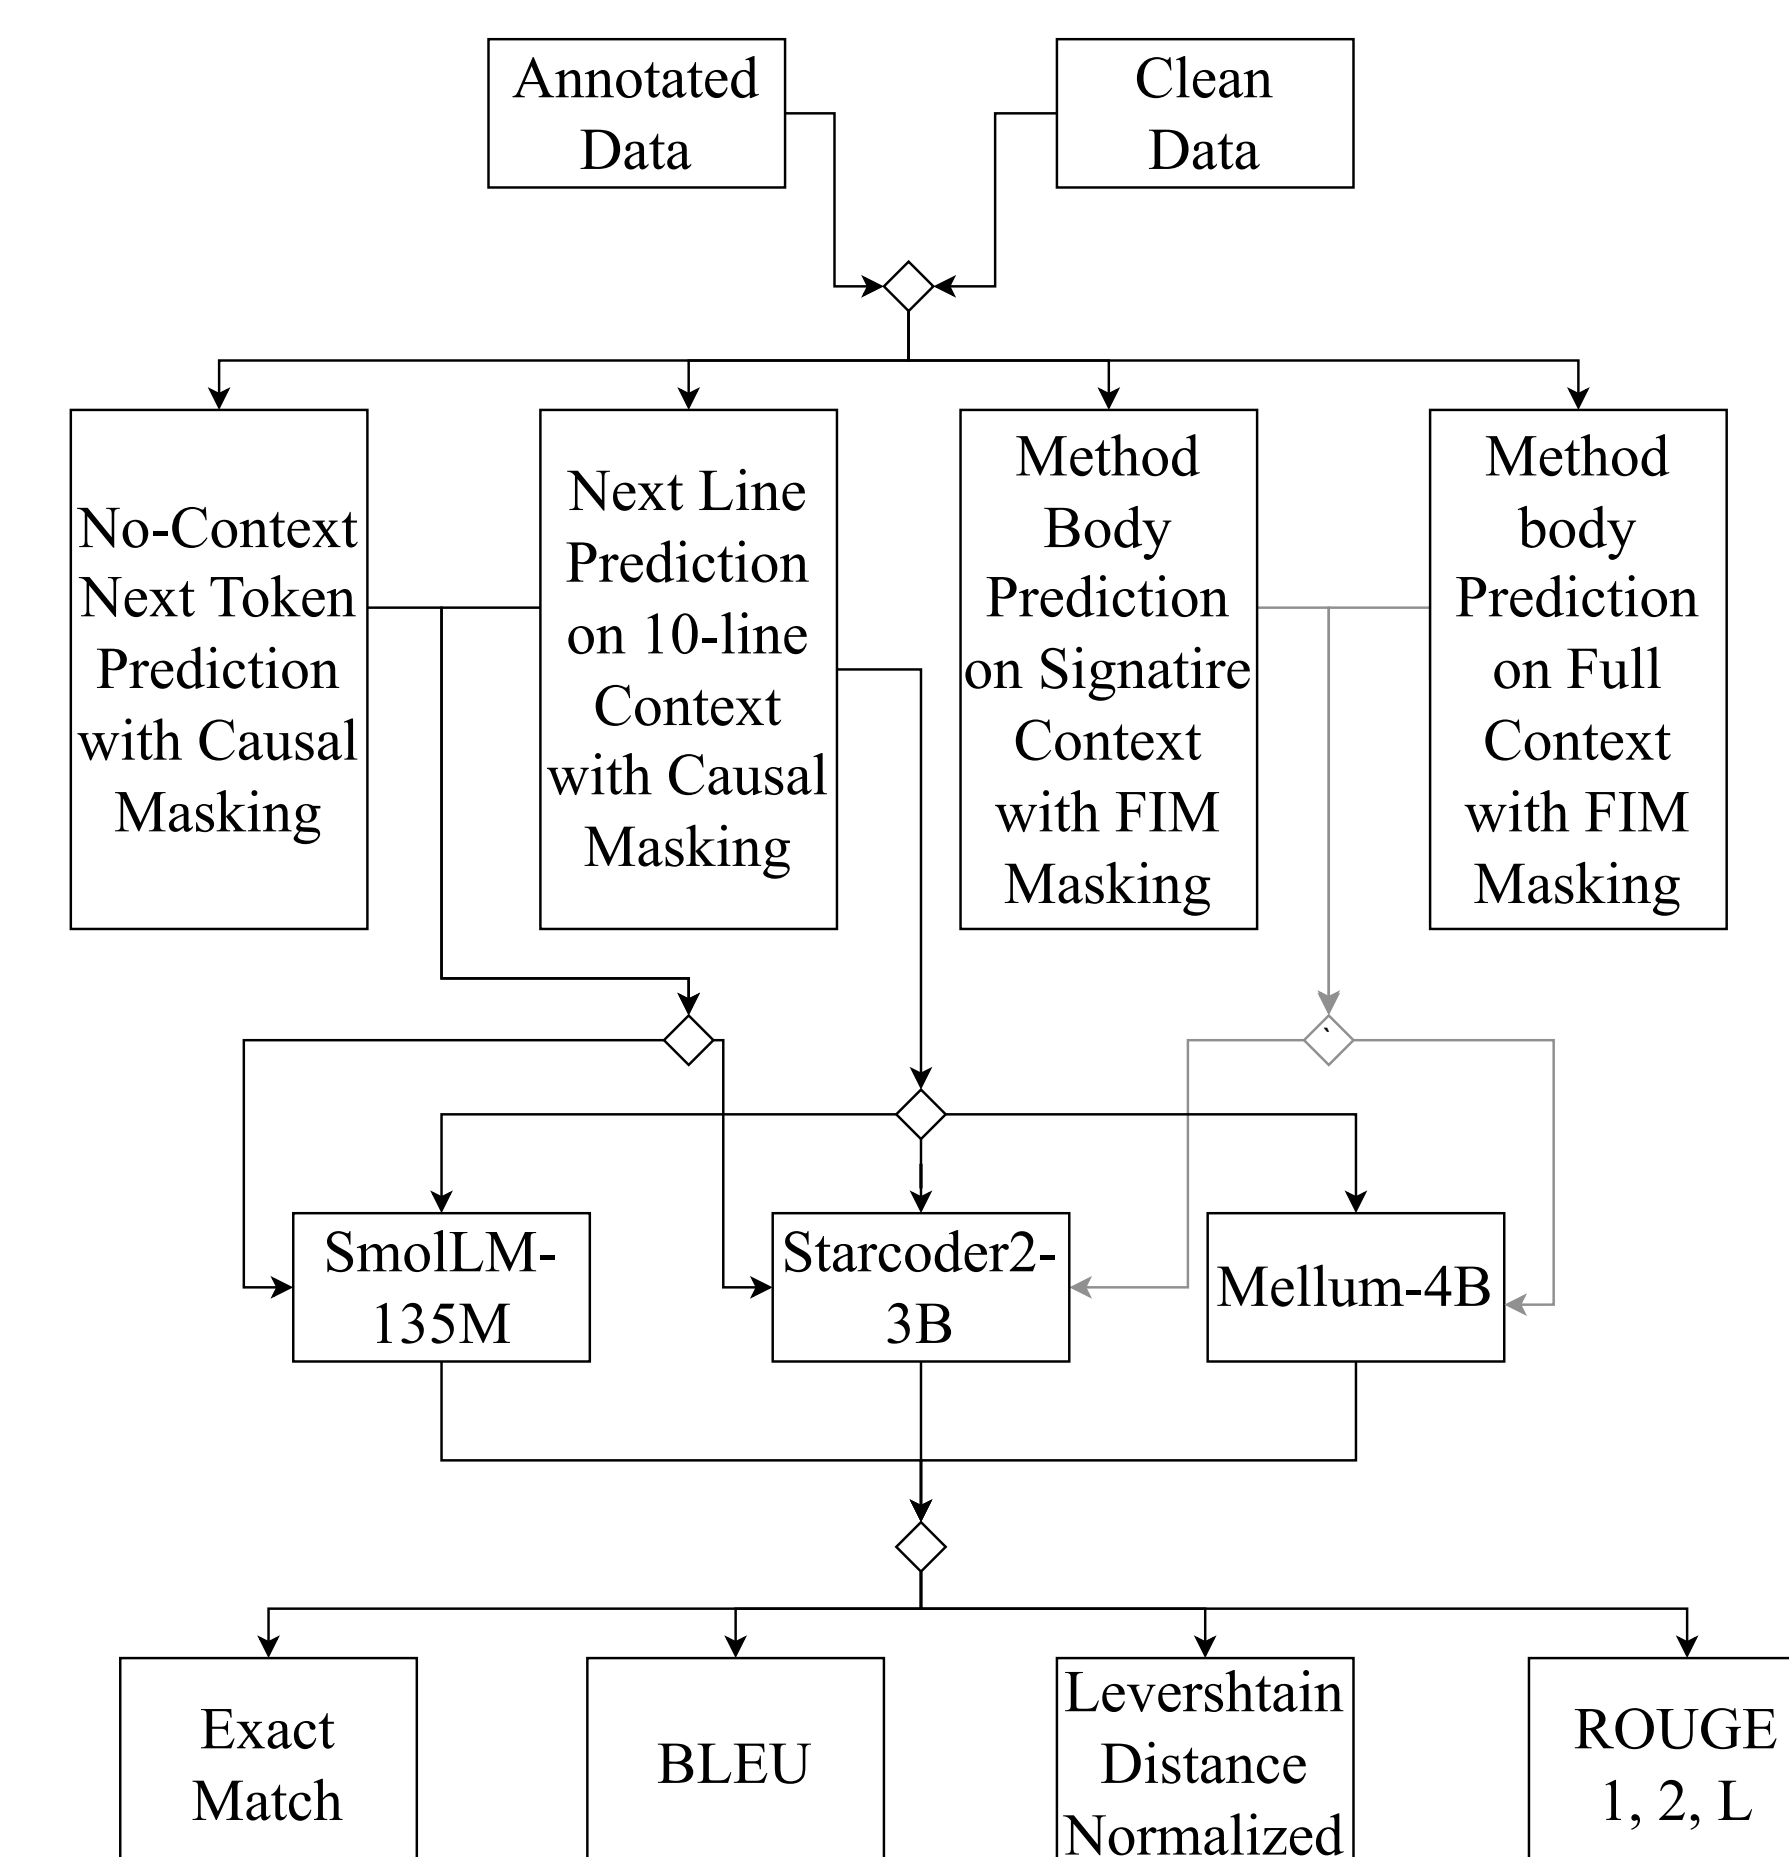 Annotated
Data
Clean
Data
No-Context
Next Token
Prediction
with Causal
Masking
Next Line
Prediction
on 10-line
Context
with Causal
Masking
Method
Body
Prediction
on Signatire
Context
with FIM
Masking
Method
body
Prediction
on Full
Context
with FIM
Masking
`
SmolLM-
135M
Starcoder2-
3B
Mellum-4B
Exact
Match
BLEU
Levershtain
Distance
Normalized
ROUGE
1, 2, L